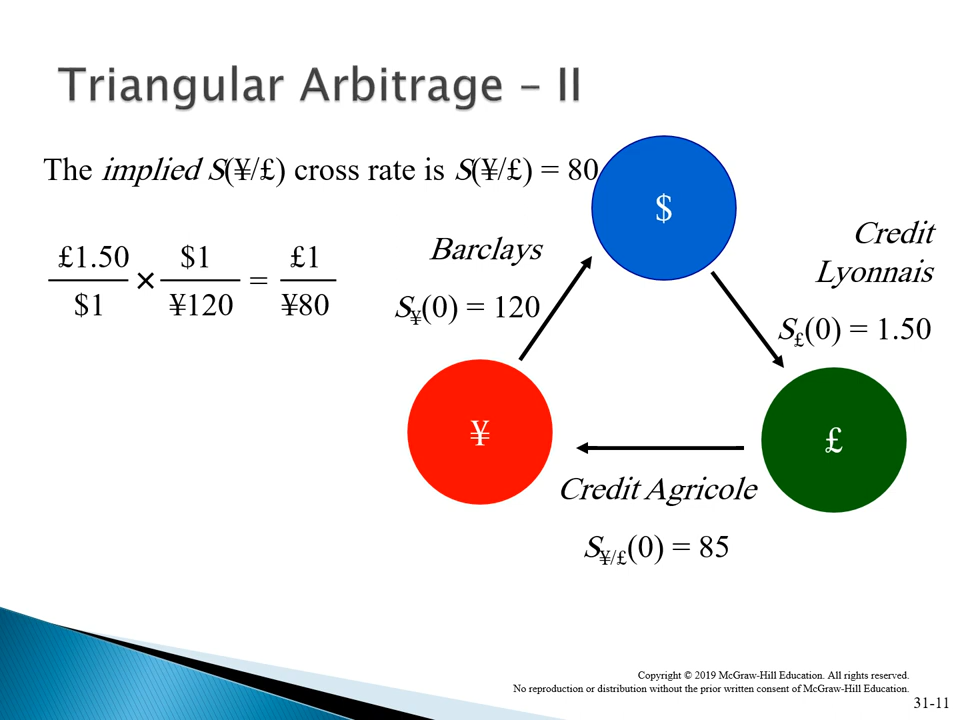 Triangular Arbitrage – II
The implied S(¥/£) cross rate is S(¥/£) = 80
£1.50 / $1 × $1 / ¥120 = £1 / ¥80
Barclays
S¥(0) = 120
$
Credit
Lyonnais
S£(0) = 1.50
¥
£
Credit Agricole
S¥/£(0) = 85
Copyright © 2019 McGraw-Hill Education. All rights reserved.
No reproduction or distribution without the prior written consent of McGraw-Hill Education.
31-11